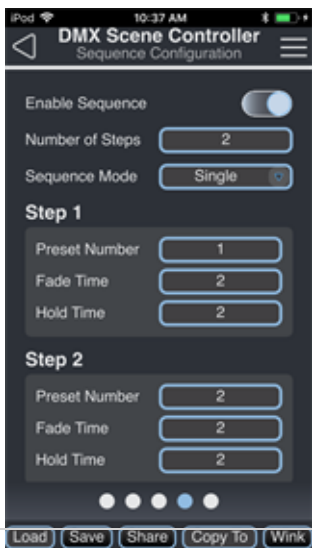 iPod 10:37 AM
DMX Scene Controller
Sequence Configuration
Enable Sequence
Number of Steps 2
Sequence Mode Single
Step 1
Preset Number 1
Fade Time 2
Hold Time 2
Step 2
Preset Number 2
Fade Time 2
Hold Time 2
Load Save Share Copy To Wink